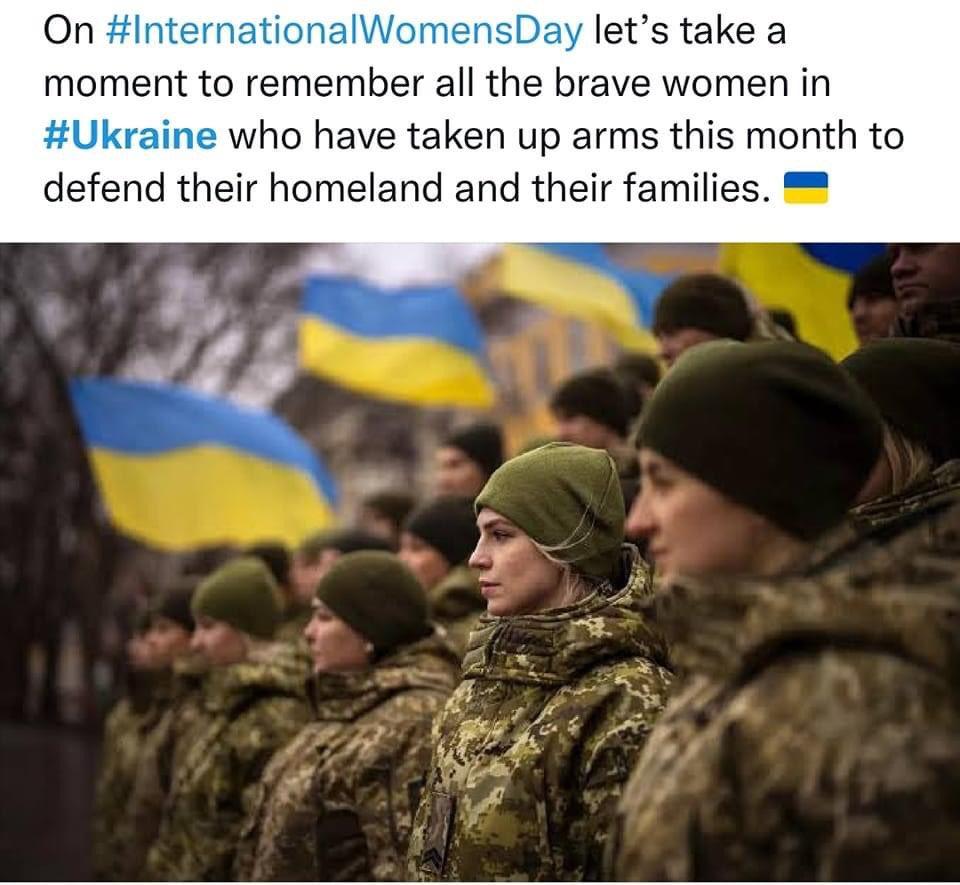 On #InternationalWomensDay let’s take a
moment to remember all the brave women in
#Ukraine who have taken up arms this month to
defend their homeland and their families. 🇺🇦